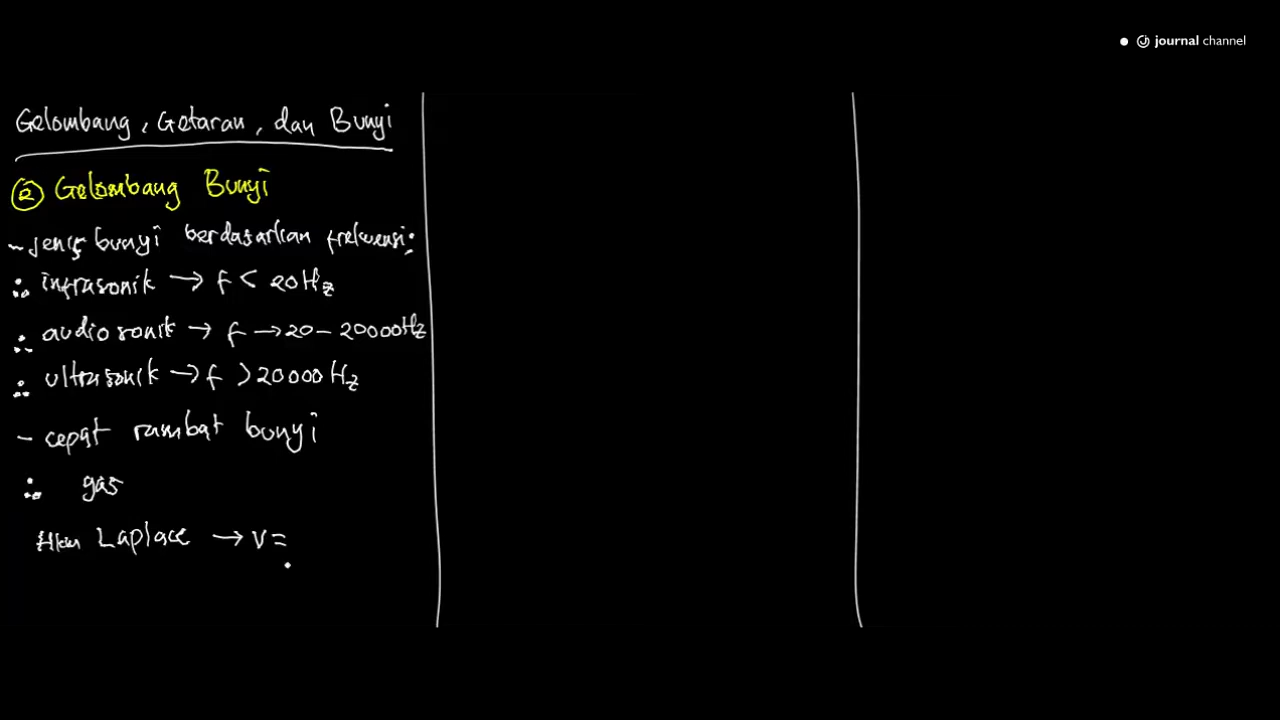 journal channel
Gelombang, Getaran, dan Bunyi
② Gelombang Bunyi
- jenis bunyi berdasarkan frekuensi:
∴ infrasonik → f < 20 Hz
∴ audiosonik → f → 20 - 20000 Hz
∴ ultrasonik → f > 20000 Hz
- cepat rambat bunyi
∴ gas
Hkm Laplace → v =